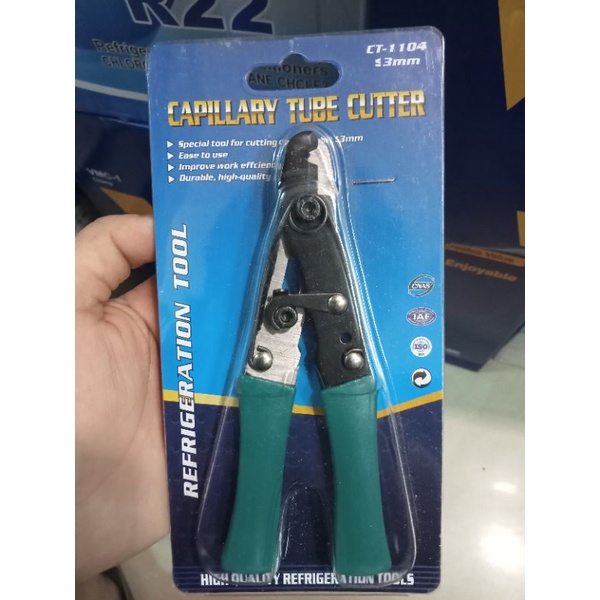 R22
CT-1104
≤3mm
CAPILLARY TUBE CUTTER
Special tool for cutting ≤3mm
Ease to use
Improve work effcien
Durable, high-quality
REFRIGERATION TOOL
CNAS
IAF
ISO
Enjoyable
HIGH QUALITY REFRIGERATION TOOLS